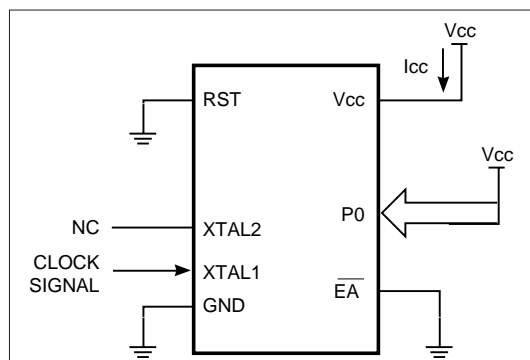 Vcc
Icc
RST
Vcc
Vcc
P0
NC
XTAL2
CLOCK
SIGNAL
XTAL1
GND
EA